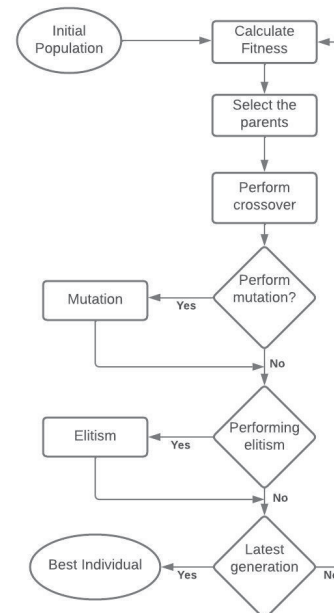 Initial
Population
Calculate
Fitness
Select the
parents
Perform
crossover
Perform
mutation?
Mutation
Yes
No
Performing
elitism
Elitism
Yes
No
Latest
generation
Best Individual
Yes
No